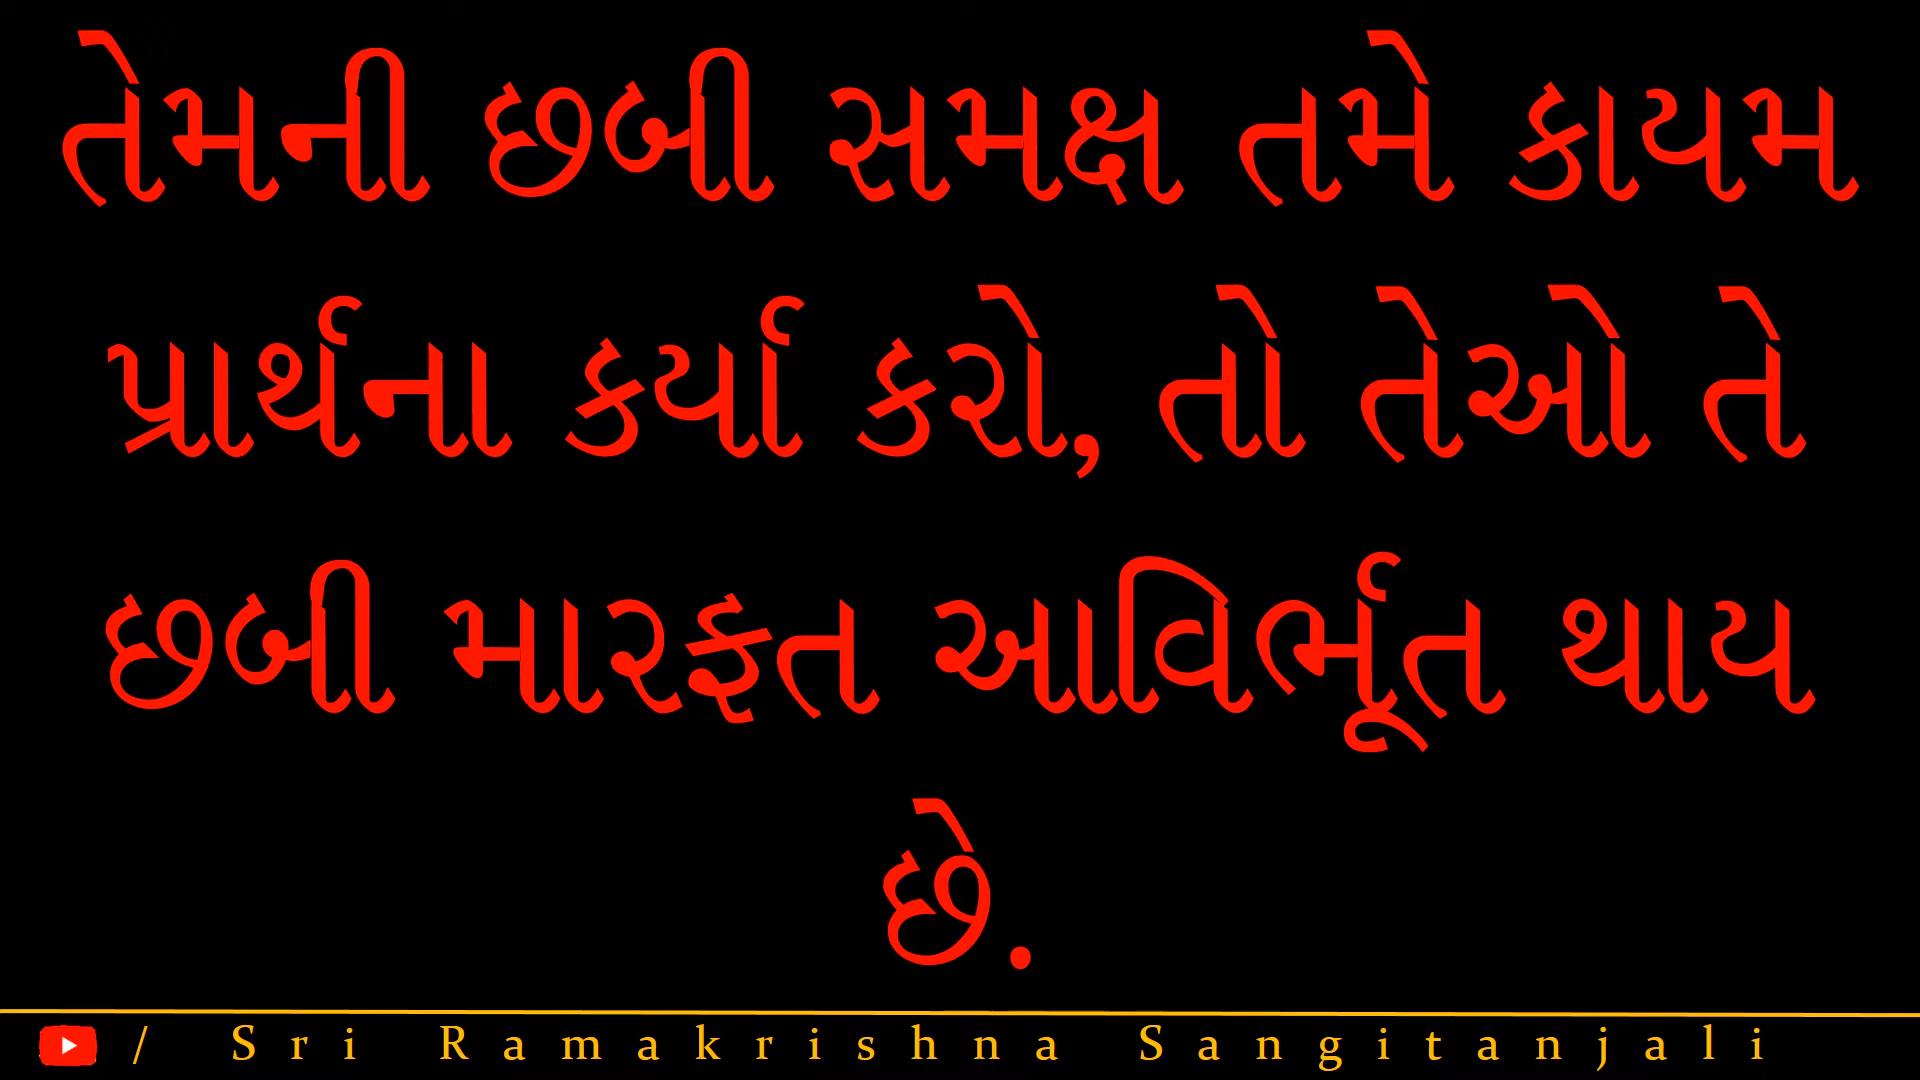 તેમની છબી સમક્ષ તમે કાયમ
પ્રાર્થના કર્યા કરો, તો તેઓ તે
છબી મારફત આવિર્ભૂત થાય
છે.
/ Sri Ramakrishna Sangitanjali